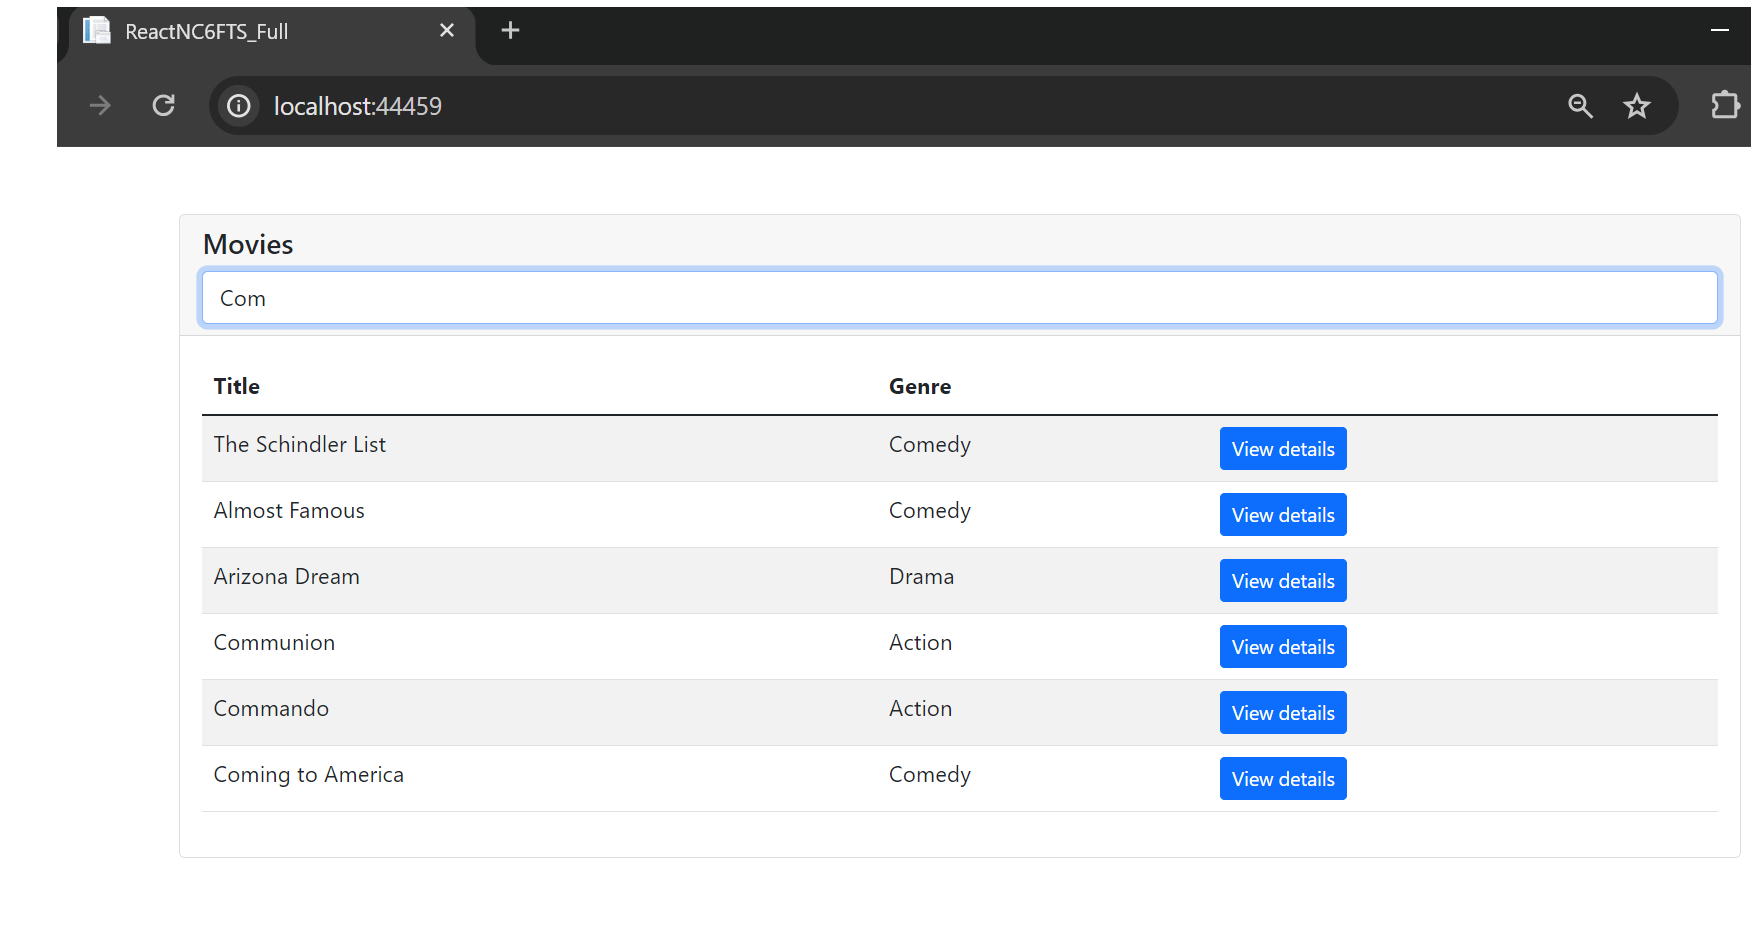 ReactNC6FTS_Full
localhost:44459
Movies
Com
Title Genre
The Schindler List Comedy View details
Almost Famous Comedy View details
Arizona Dream Drama View details
Communion Action View details
Commando Action View details
Coming to America Comedy View details